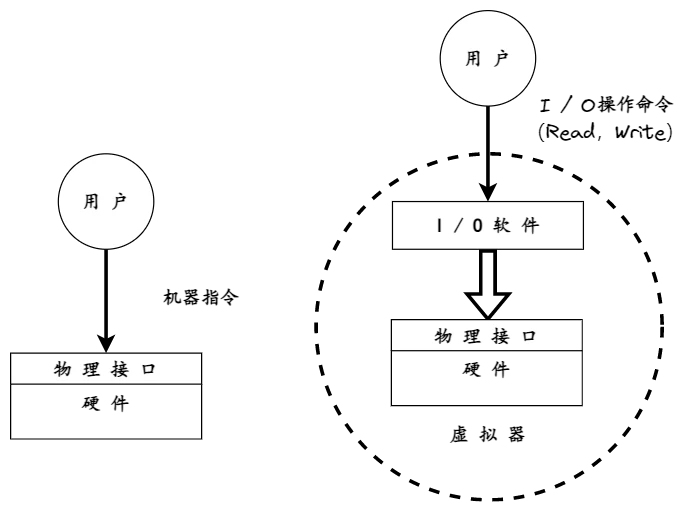 用户
机器指令
物理接口
硬件
用户
I/O操作命令
(Read, Write)
I/O软件
物理接口
硬件
虚拟器